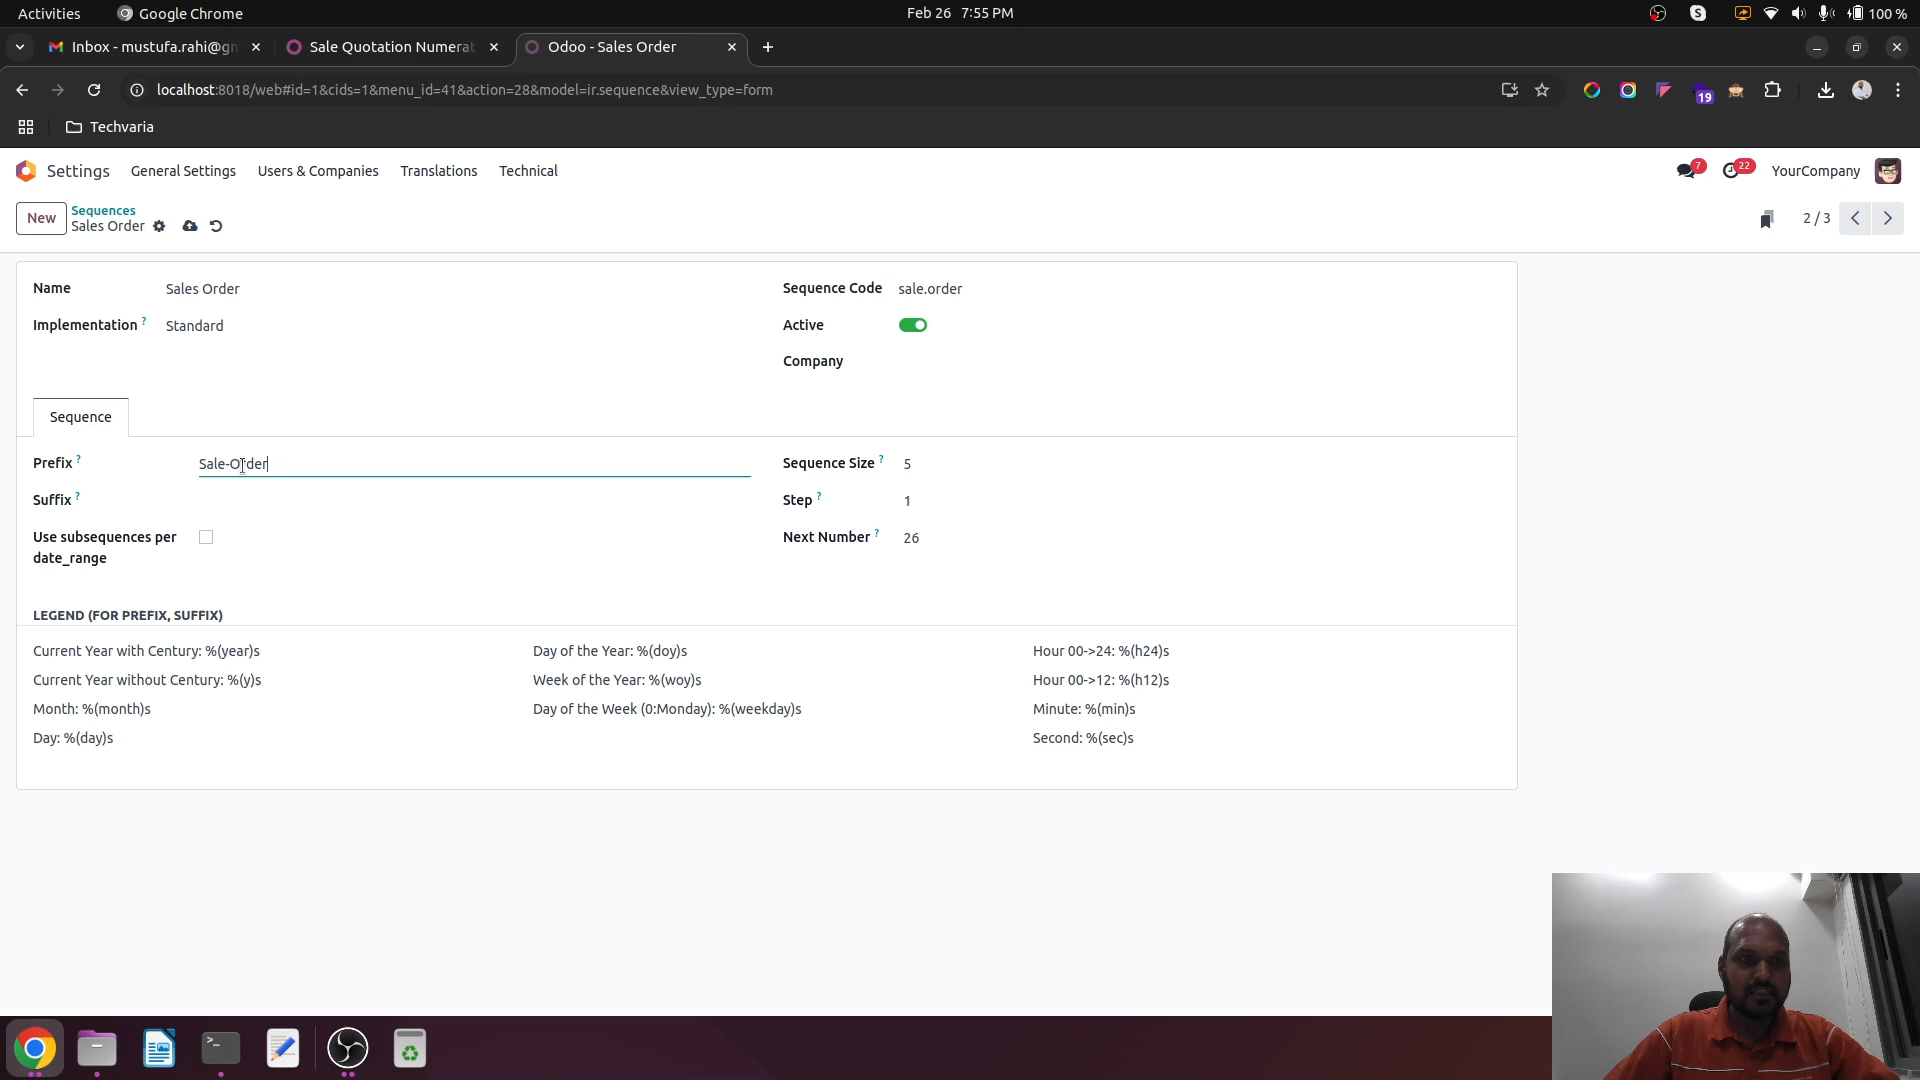 Activities
Google Chrome
Feb 26 7:55 PM
100 %
Inbox - mustufa.rahi@gm
Sale Quotation Numerat
Odoo - Sales Order
localhost:8018/web#id=1&cids=1&menu_id=41&action=28&model=ir.sequence&view_type=form
19
Techvaria
Settings
General Settings
Users & Companies
Translations
Technical
7
22
YourCompany
New
Sequences
Sales Order
2 / 3
Name
Sales Order
Sequence Code
sale.order
Implementation ?
Standard
Active
Company
Sequence
Prefix ?
Sale-Order
Sequence Size ?
5
Suffix ?
Step ?
1
Use subsequences per
date_range
Next Number ?
26
LEGEND (FOR PREFIX, SUFFIX)
Current Year with Century: %(year)s
Day of the Year: %(doy)s
Hour 00->24: %(h24)s
Current Year without Century: %(y)s
Week of the Year: %(woy)s
Hour 00->12: %(h12)s
Month: %(month)s
Day of the Week (0:Monday): %(weekday)s
Minute: %(min)s
Day: %(day)s
Second: %(sec)s